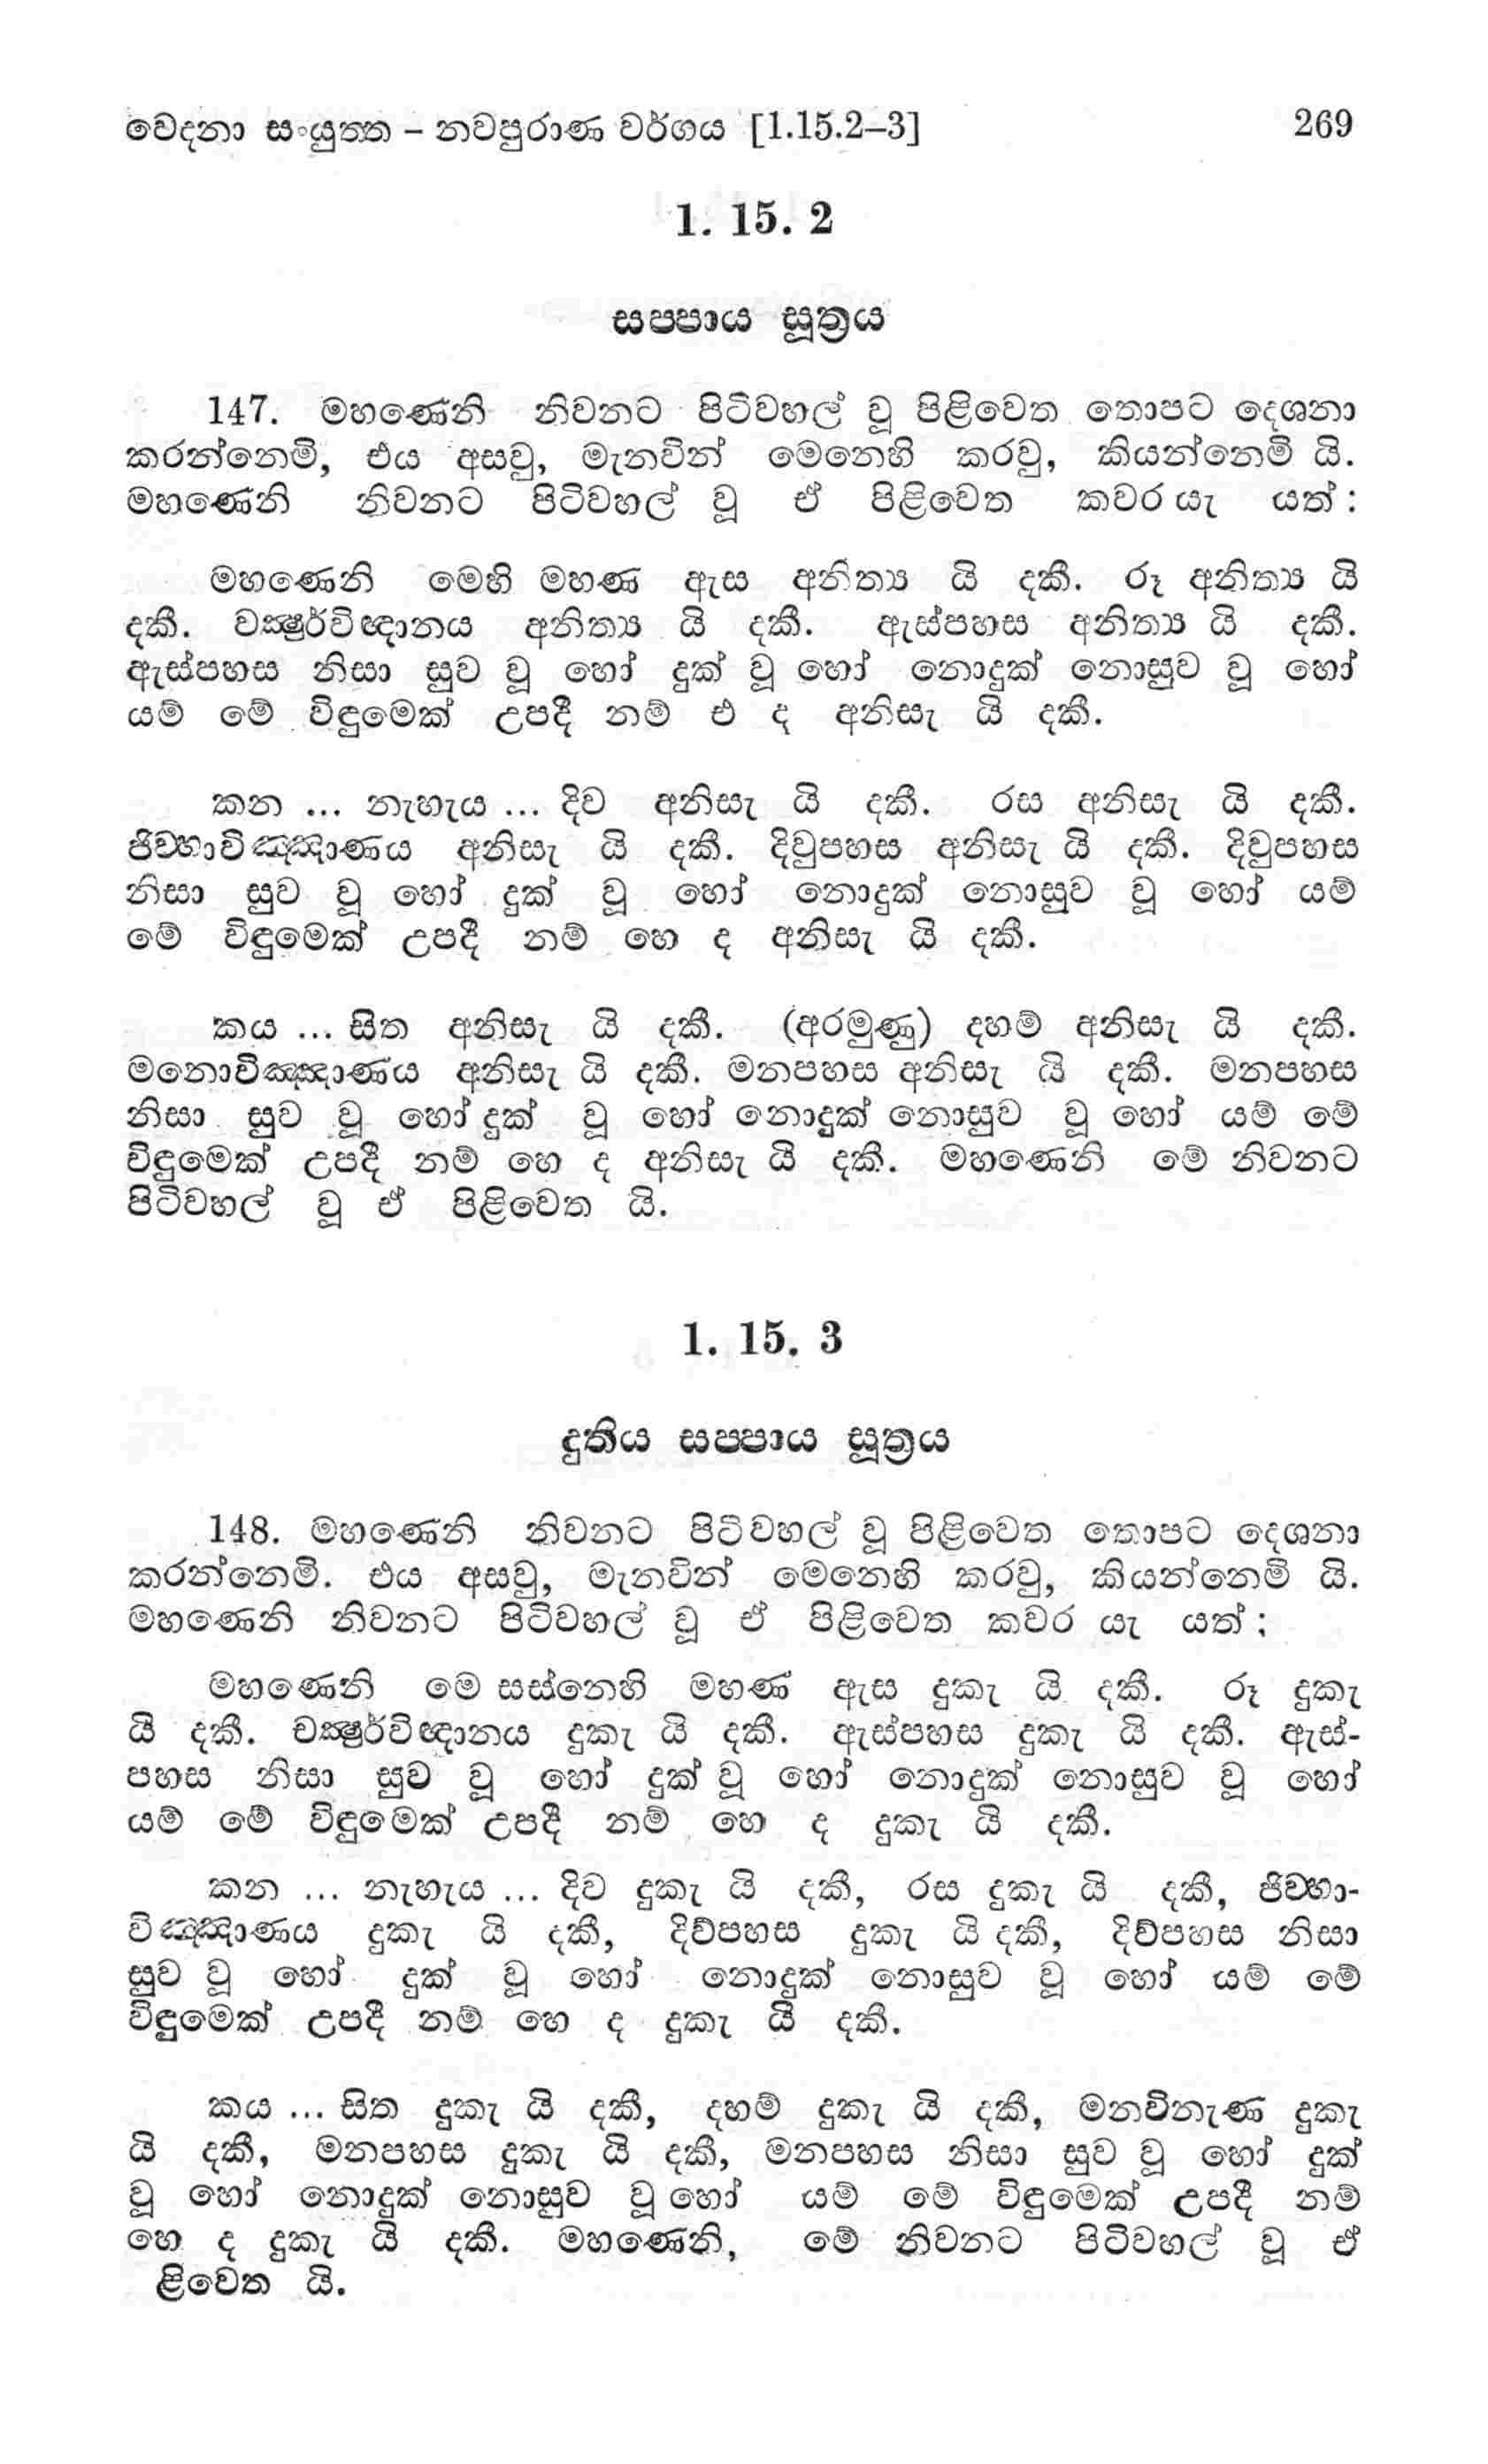 වෙදනා සංයුත්ත – නවපුරාණ වර්ගය [1.15.2–3] 269
1. 15. 2
සප්පාය සූත්‍රය
147. මහණෙනි නිවනට පිටිවහල් වූ පිළිවෙත තොපට දෙශනා
කරන්නෙමි, එය අසවු, මැනවින් මෙනෙහි කරවු, කියන්නෙමි යි.
මහණෙනි නිවනට පිටිවහල් වූ ඒ පිළිවෙත කවර යැ යත් :
මහණෙනි මෙහි මහණ ඇස අනිත්‍ය යි දකී. රූ අනිත්‍ය යි
දකී. චක්‍ෂුර්විඥානය අනිත්‍ය යි දකී. ඇස්පහස අනිත්‍ය යි දකී.
ඇස්පහස නිසා සුව වූ හෝ දුක් වූ හෝ නොදුක් නොසුව වූ හෝ
යම් මේ විඳුමෙක් උපදී නම් එ ද අනිසැ යි දකී.
කන ... නැහැය ... දිව අනිසැ යි දකී. රස අනිසැ යි දකී.
ජිව්හාවිඤ්ඤාණය අනිසැ යි දකී. දිවුපහස අනිසැ යි දකී. දිවුපහස
නිසා සුව වූ හෝ දුක් වූ හෝ නොදුක් නොසුව වූ හෝ යම්
මේ විඳුමෙක් උපදී නම් හෙ ද අනිසැ යි දකී.
කය ... සිත අනිසැ යි දකී. (අරමුණු) දහම් අනිසැ යි දකී.
මනොවිඤ්ඤාණය අනිසැ යි දකී. මනපහස අනිසැ යි දකී. මනපහස
නිසා සුව වූ හෝ දුක් වූ හෝ නොදුක් නොසුව වූ හෝ යම් මේ
විඳුමෙක් උපදී නම් හෙ ද අනිසැ යි දකී. මහණෙනි මේ නිවනට
පිටිවහල් වූ ඒ පිළිවෙත යි.
1. 15. 3
දුතිය සප්පාය සූත්‍රය
148. මහණෙනි නිවනට පිටිවහල් වූ පිළිවෙත තොපට දෙශනා
කරන්නෙමි. එය අසවු, මැනවින් මෙනෙහි කරවු, කියන්නෙමි යි.
මහණෙනි නිවනට පිටිවහල් වූ ඒ පිළිවෙත කවර යැ යත් ;
මහණෙනි මෙ සස්නෙහි මහණ ඇස දුකැ යි දකී. රූ දුකැ
යි දකී. චක්‍ෂුර්විඥානය දුකැ යි දකී. ඇස්පහස දුකැ යි දකී. ඇස්-
පහස නිසා සුව වූ හෝ දුක් වූ හෝ නොදුක් නොසුව වූ හෝ
යම් මේ විඳුමෙක් උපදී නම් හෙ ද දුකැ යි දකී.
කන ... නැහැය ... දිව දුකැ යි දකී, රස දුකැ යි දකී, ජිව්හා-
විඤ්ඤාණය දුකැ යි දකී, දිව්පහස දුකැ යි දකී, දිව්පහස නිසා
සුව වූ හෝ දුක් වූ හෝ නොදුක් නොසුව වූ හෝ යම් මේ
විඳුමෙක් උපදී නම් හෙ ද දුකැ යි දකී.
කය ... සිත දුකැ යි දකී, දහම් දුකැ යි දකී, මනවිනැණ දුකැ
යි දකී, මනපහස දුකැ යි දකී, මනපහස නිසා සුව වූ හෝ දුක්
වූ හෝ නොදුක් නොසුව වූ හෝ යම් මේ විඳුමෙක් උපදී නම්
හෙ ද දුකැ යි දකී. මහණෙනි, මේ නිවනට පිටිවහල් වූ ඒ
ළිවෙත යි.